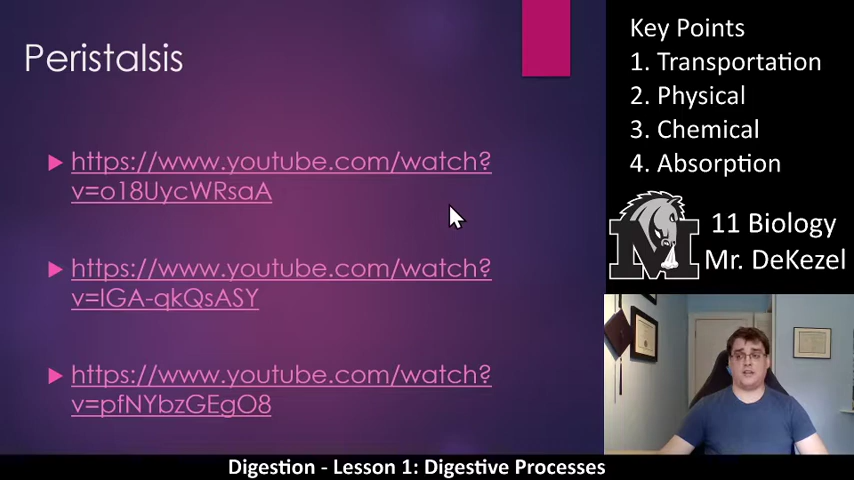 Peristalsis
https://www.youtube.com/watch?
v=o18UycWRsaA
https://www.youtube.com/watch?
v=lGA-qkQsASY
https://www.youtube.com/watch?
v=pfNYbzGEgO8
Key Points
1. Transportation
2. Physical
3. Chemical
4. Absorption
M
11 Biology
Mr. DeKezel
Digestion - Lesson 1: Digestive Processes